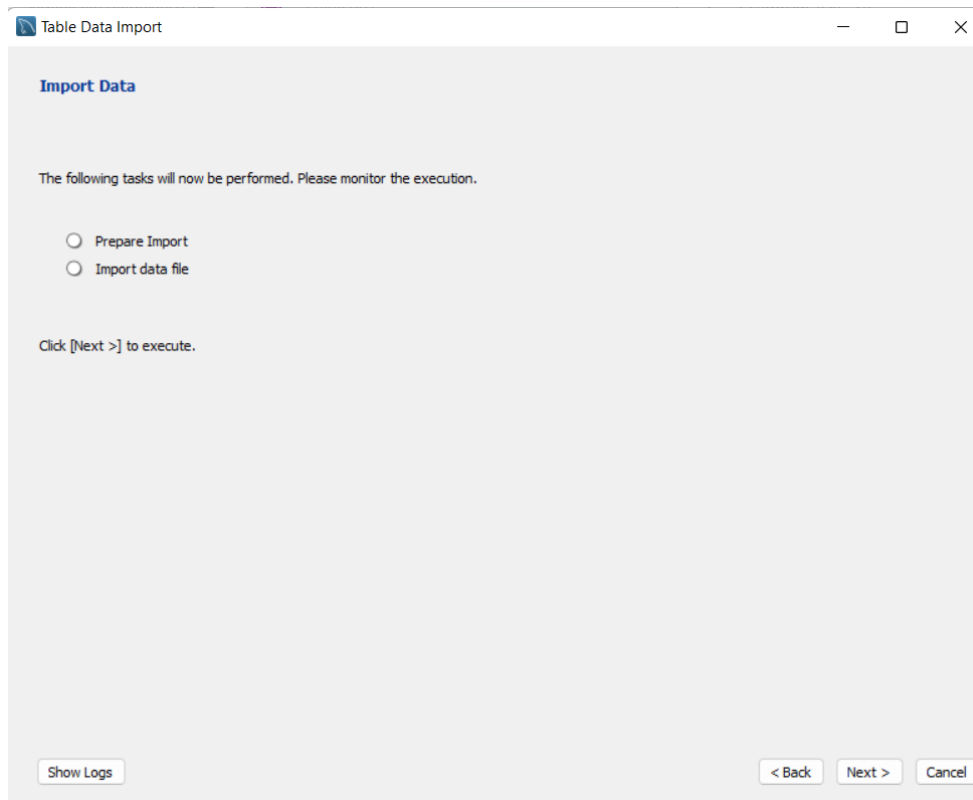 Table Data Import
Import Data
The following tasks will now be performed. Please monitor the execution.
Prepare Import
Import data file
Click [Next >] to execute.
Show Logs
< Back
Next >
Cancel